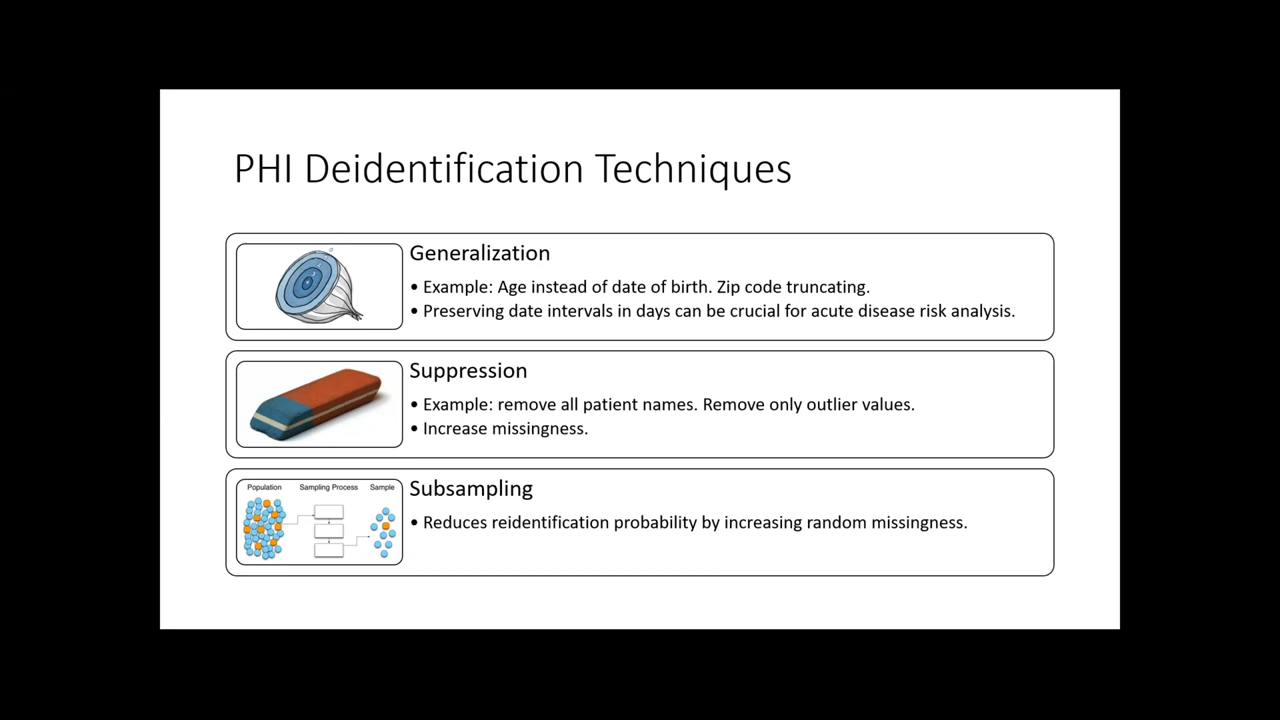 PHI Deidentification Techniques
Generalization
• Example: Age instead of date of birth. Zip code truncating.
• Preserving date intervals in days can be crucial for acute disease risk analysis.
Suppression
• Example: remove all patient names. Remove only outlier values.
• Increase missingness.
Population Sampling Process Sample
Subsampling
• Reduces reidentification probability by increasing random missingness.